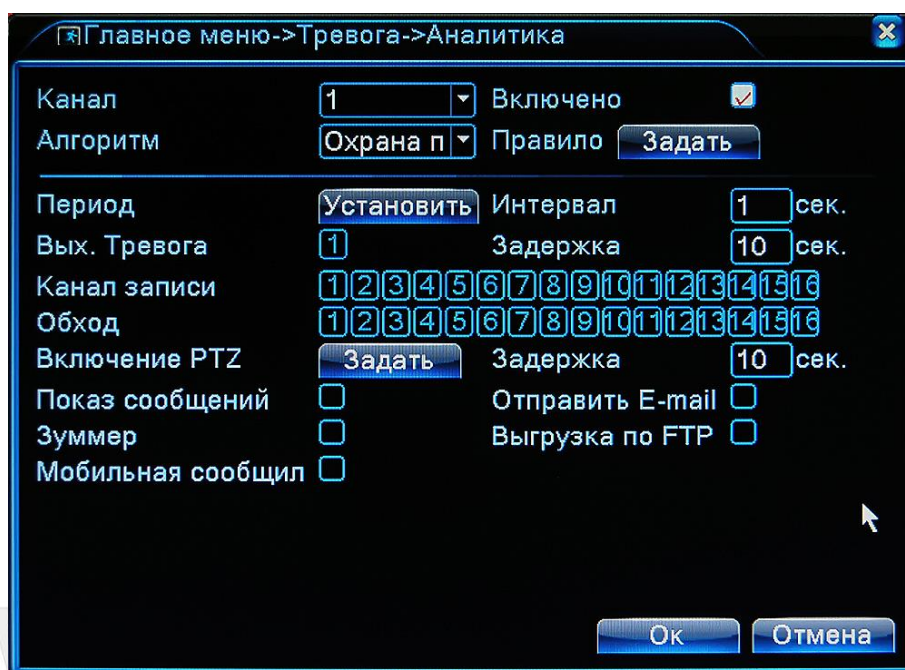 Главное меню->Тревога->Аналитика
Канал 1 Включено
Алгоритм Охрана п Правило Задать
Период Установить Интервал 1 сек.
Вых. Тревога 1 Задержка 10 сек.
Канал записи 1 2 3 4 5 6 7 8 9 10 11 12 13 14 15 16
Обход 1 2 3 4 5 6 7 8 9 10 11 12 13 14 15 16
Включение PTZ Задать Задержка 10 сек.
Показ сообщений Отправить E-mail
Зуммер Выгрузка по FTP
Мобильная сообщил
Ок Отмена